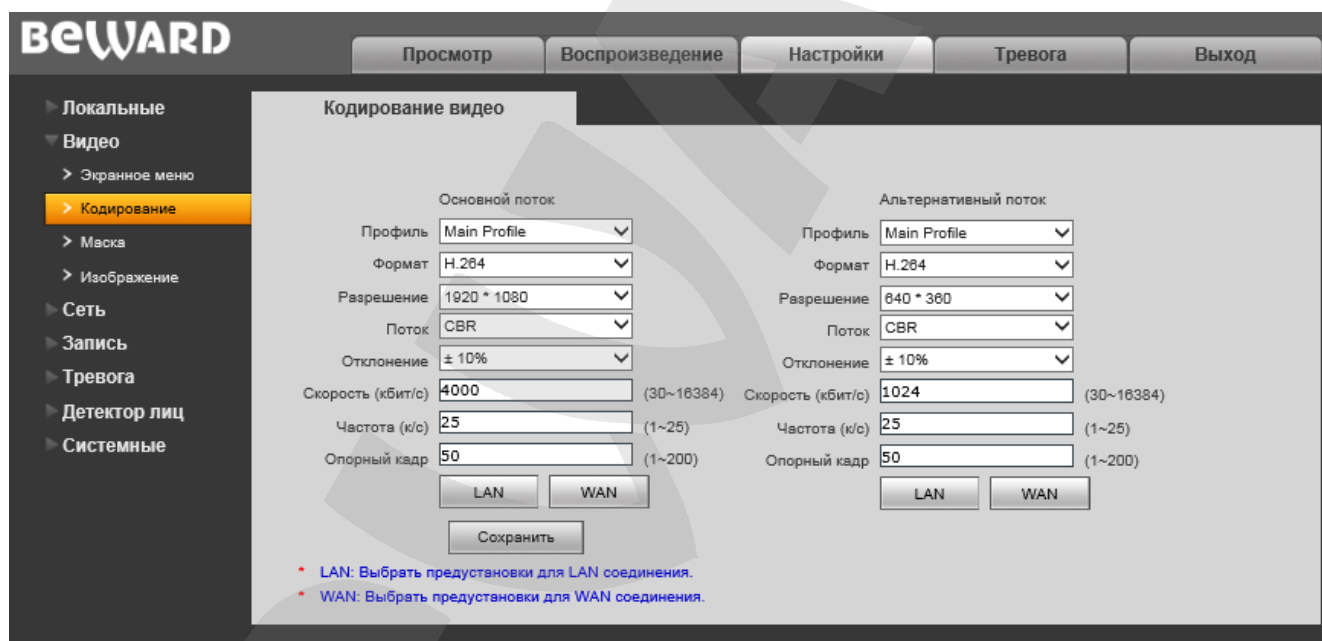 BEWARD
Просмотр Воспроизведение Настройки Тревога Выход
Локальные
Кодирование видео
Видео
Экранное меню
Кодирование
Маска
Изображение
Сеть
Запись
Тревога
Детектор лиц
Системные
Основной поток Альтернативный поток
Профиль Main Profile Профиль Main Profile
Формат H.264 Формат H.264
Разрешение 1920 * 1080 Разрешение 640 * 360
Поток CBR Поток CBR
Отклонение ± 10% Отклонение ± 10%
Скорость (кбит/с) 4000 (30~16384) Скорость (кбит/с) 1024 (30~16384)
Частота (к/с) 25 (1~25) Частота (к/с) 25 (1~25)
Опорный кадр 50 (1~200) Опорный кадр 50 (1~200)
LAN WAN LAN WAN
Сохранить
* LAN: Выбрать предустановки для LAN соединения.
* WAN: Выбрать предустановки для WAN соединения.